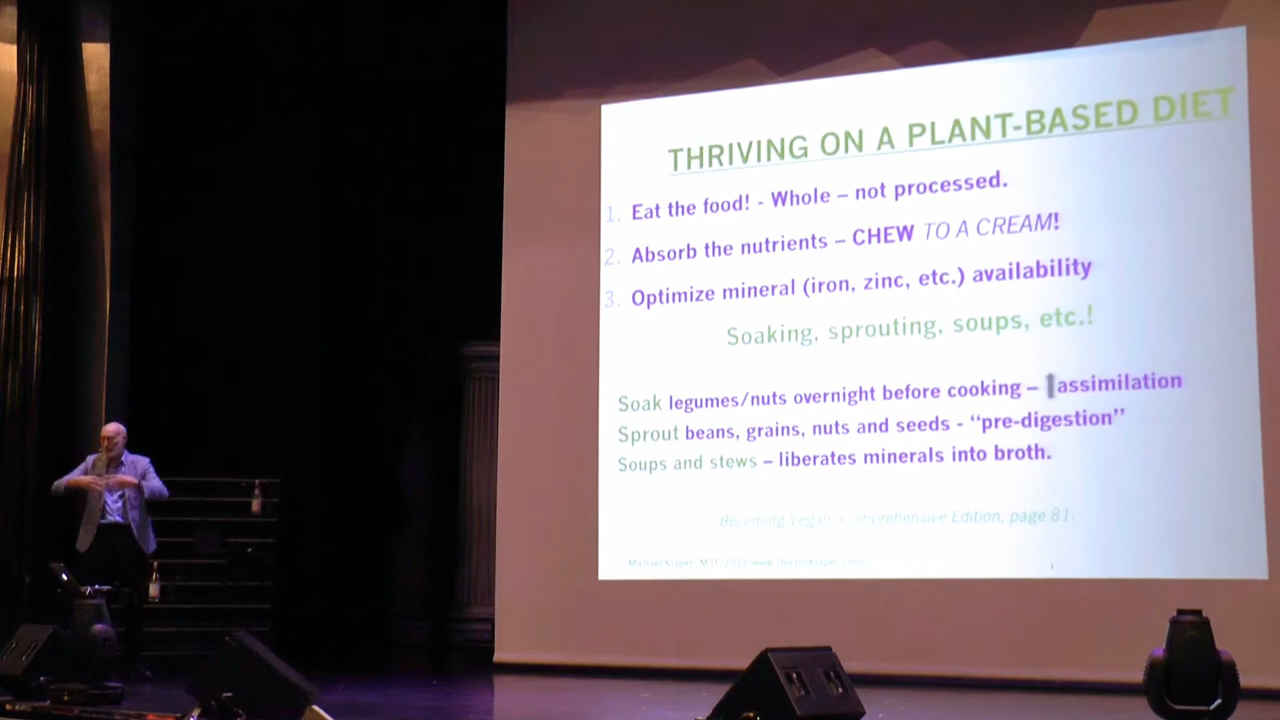 THRIVING ON A PLANT-BASED DIET
1. Eat the food! - Whole – not processed.
2. Absorb the nutrients – CHEW TO A CREAM!
3. Optimize mineral (iron, zinc, etc.) availability
Soaking, sprouting, soups, etc.!
Soak legumes/nuts overnight before cooking – assimilation
Sprout beans, grains, nuts and seeds - “pre-digestion”
Soups and stews – liberates minerals into broth.
Becoming Vegan, Comprehensive Edition, page 81.
Michael Klaper, M.D. 2015 www.DoctorKlaper.com